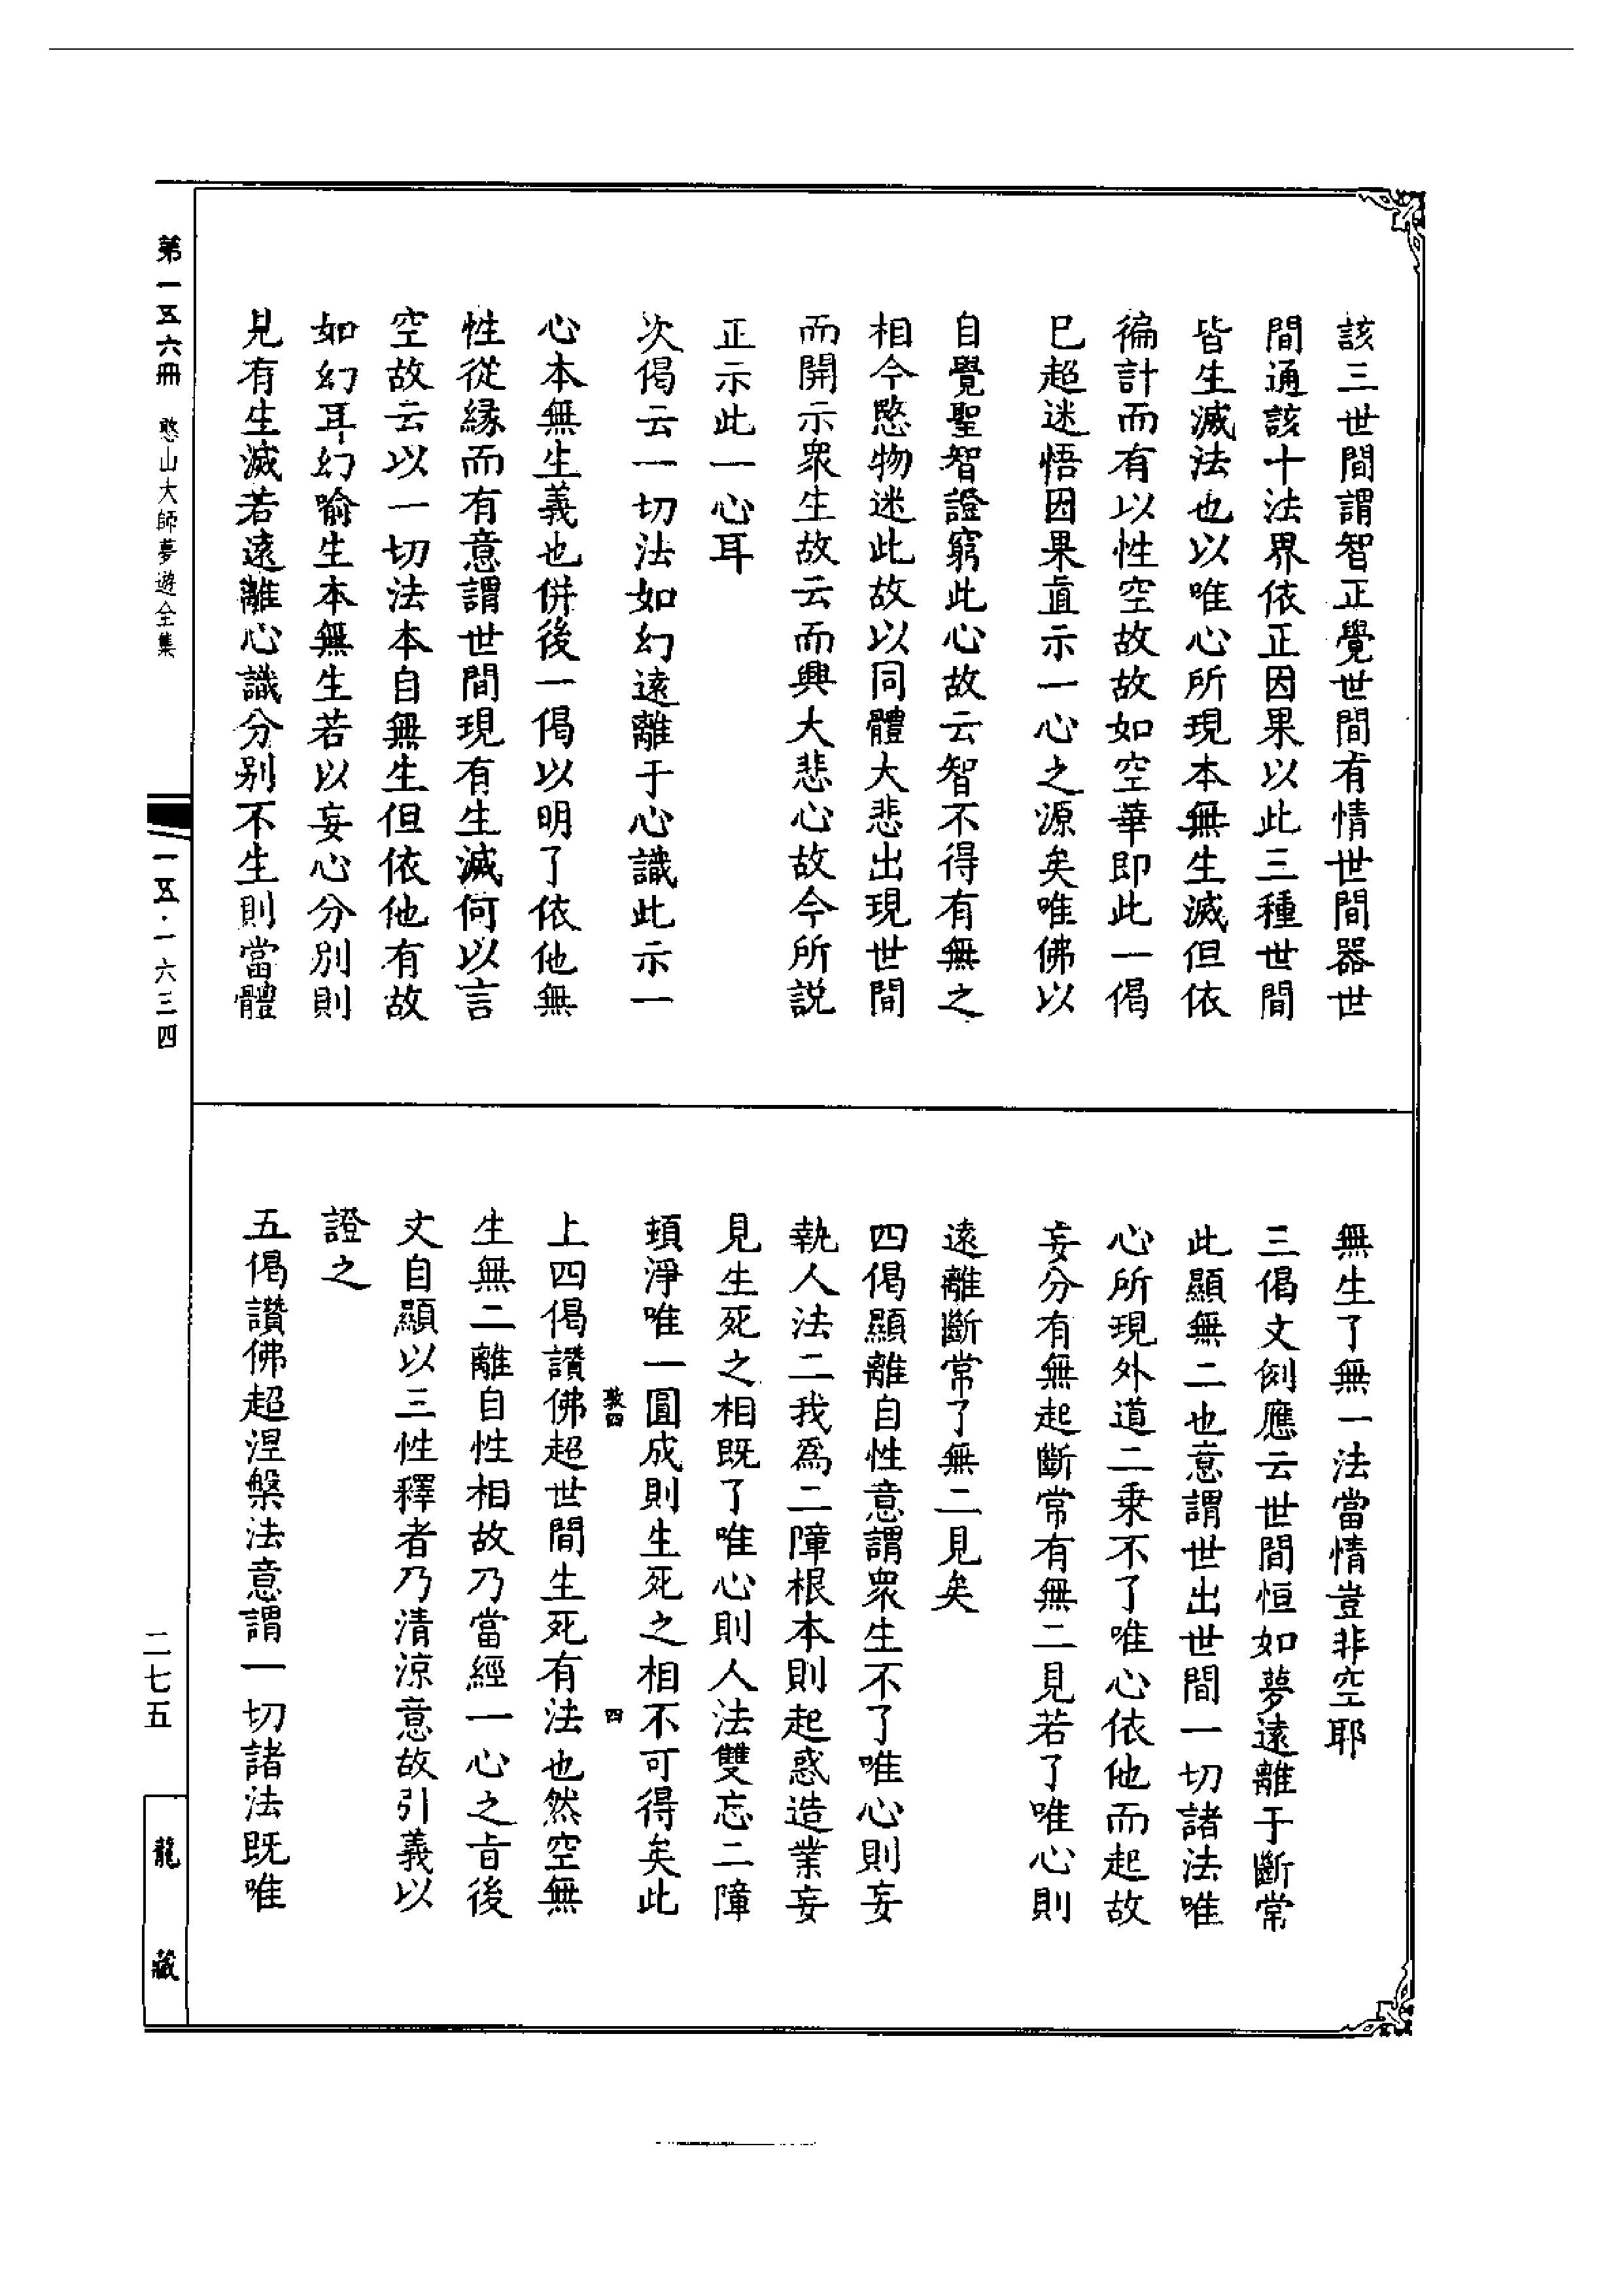 該三世間謂智正覺世間有情世間器世
間通該十法界依正因果以此三種世間
皆生滅法也以唯心所現本無生滅但依
徧計而有以性空故故如空華即此一偈
已超迷悟因果直示一心之源矣唯佛以
自覺聖智證窮此心故云智不得有無之
相今愍物迷此故以同體大悲出現世間
而開示衆生故云而興大悲心故今所説
正示此一心耳
次偈云一切法如幻遠離于心識此示一
心本無生義也併後一偈以明了依他無
性從緣而有意謂世間現有生滅何以言
空故云以一切法本自無生但依他有故
如幻耳幻喻生本無生若以妄心分別則
見有生滅若遠離心識分别不生則當體
無生了無一法當情豈非空耶
三偈文例應云世間恒如夢遠離于斷常
此顯無二也意謂世出世間一切諸法唯
心所現外道二乗不了唯心依他而起故
妄分有無起斷常有無二見若了唯心則
遠離斷常了無二見矣
四偈顯離自性意謂衆生不了唯心則妄
執人法二我爲二障根本則起惑造業妄
見生死之相既了唯心則人法雙忘二障
頓淨唯一圓成則生死之相不可得矣此
四 四
上四偈讚佛超世間生死有法也然空無
生無二離自性相故乃當經一心之旨後
文自顯以三性釋者乃清涼意故引義以
證之
五偈讚佛超涅槃法意謂一切諸法既唯
第一五六冊 憨山大師夢遊全集
一五·一六三四
二七五
龍藏